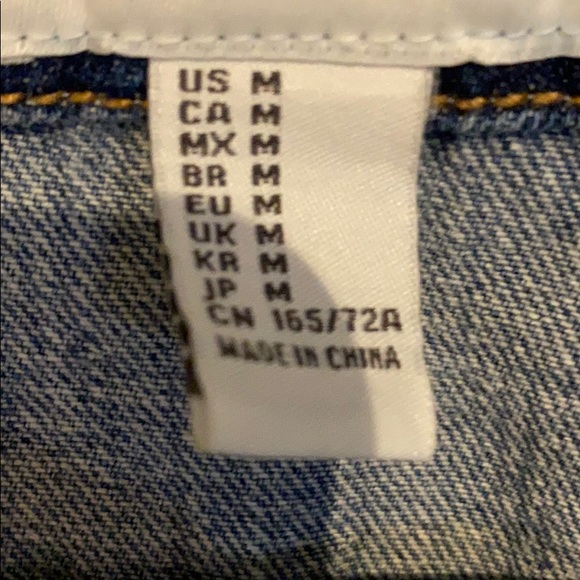 US M
CA M
MX M
BR M
EU M
UK M
KR M
JP M
CN 165/72A
MADE IN CHINA